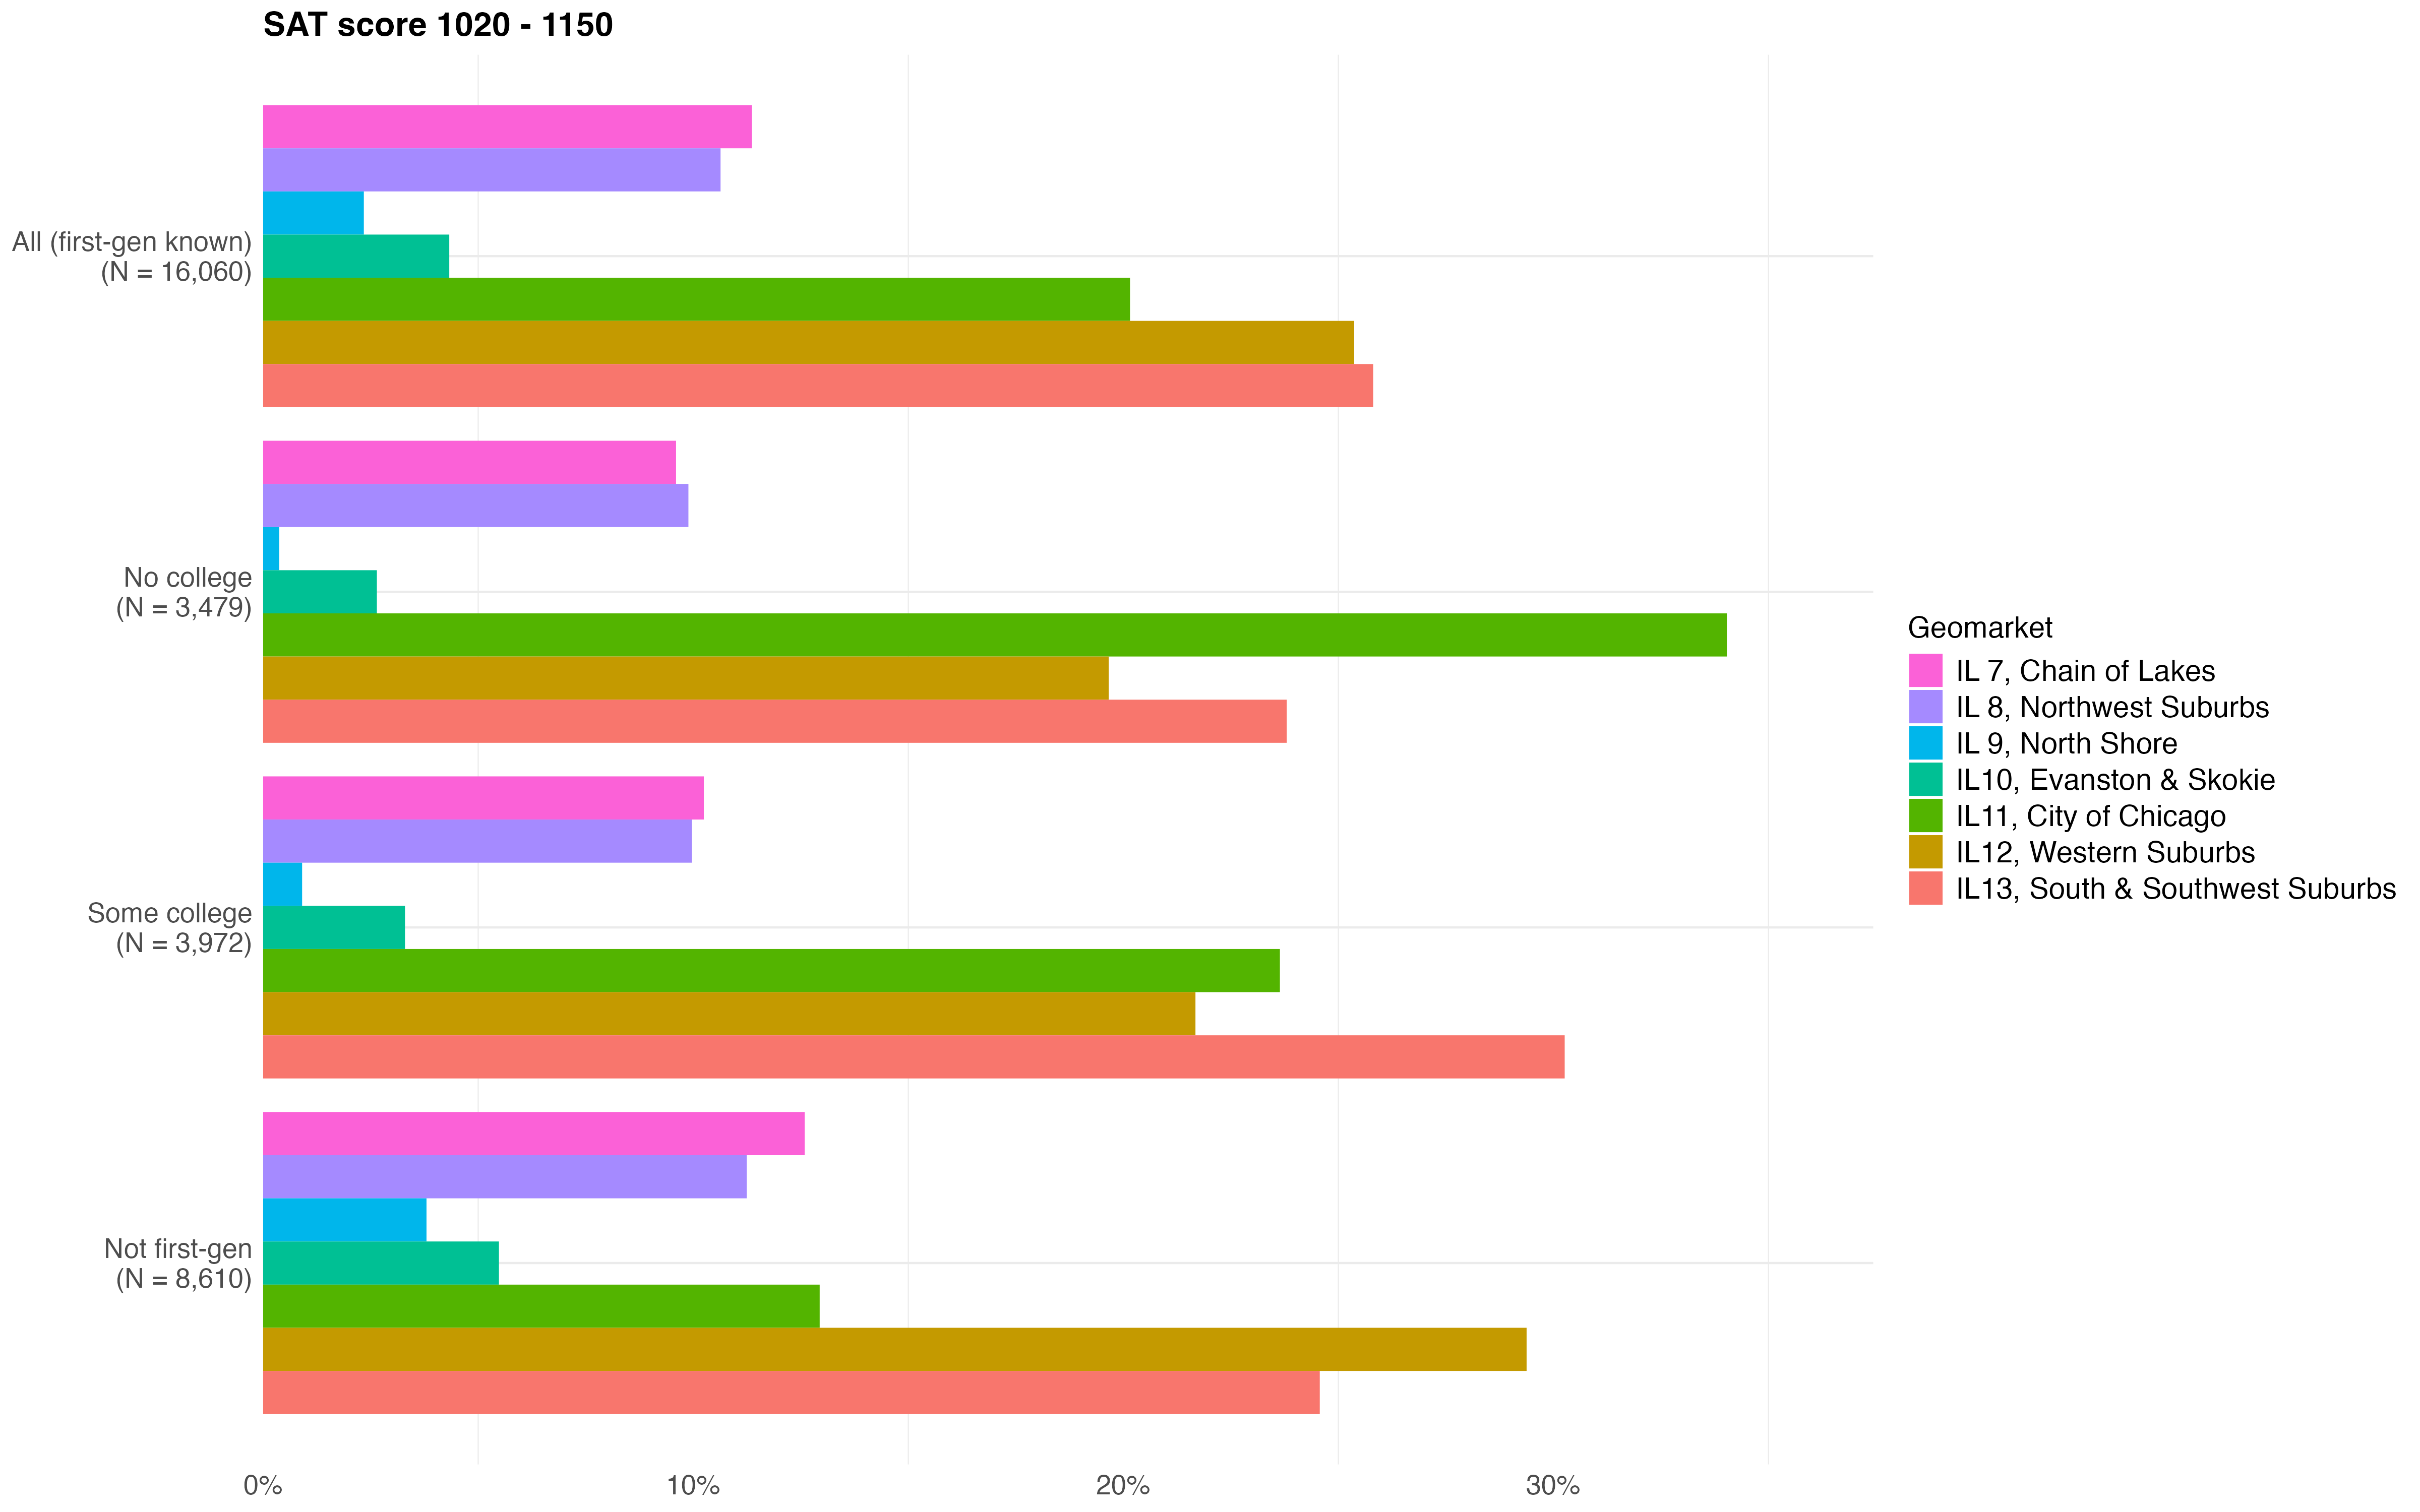 SAT score 1020 - 1150
All (first-gen known)
(N = 16,060)
No college
(N = 3,479)
Some college
(N = 3,972)
Not first-gen
(N = 8,610)
0%
10%
20%
30%
Geomarket
IL 7, Chain of Lakes
IL 8, Northwest Suburbs
IL 9, North Shore
IL10, Evanston & Skokie
IL11, City of Chicago
IL12, Western Suburbs
IL13, South & Southwest Suburbs